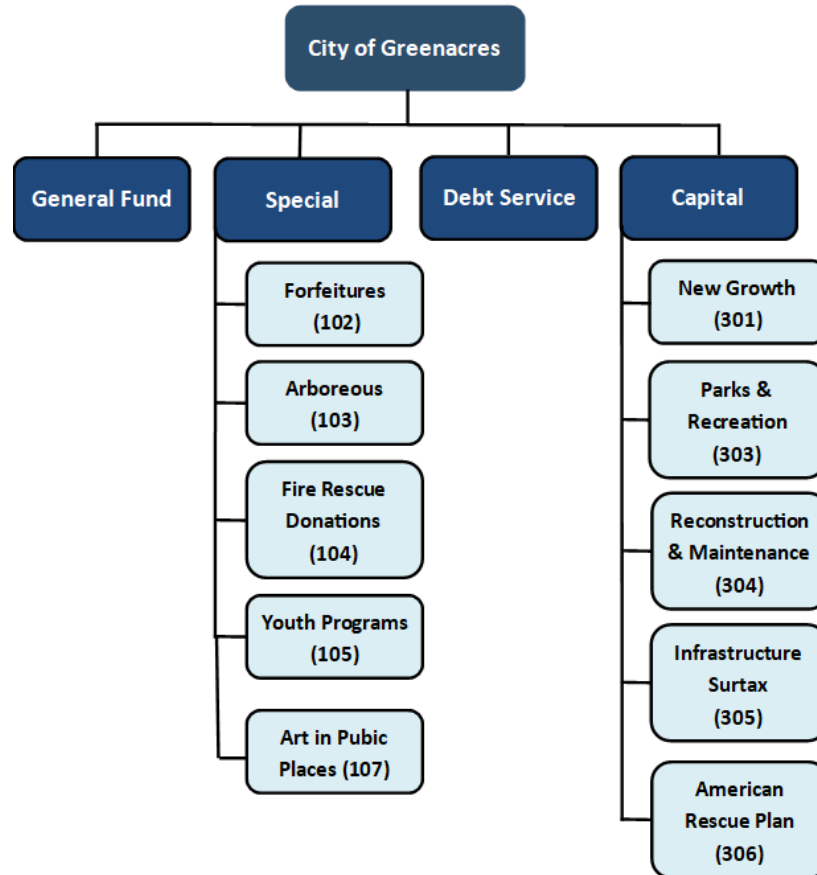 City of Greenacres
General Fund
Special
Debt Service
Capital
Forfeitures
(102)
Arboreous
(103)
Fire Rescue
Donations
(104)
Youth Programs
(105)
Art in Pubic
Places (107)
New Growth
(301)
Parks &
Recreation
(303)
Reconstruction
& Maintenance
(304)
Infrastructure
Surtax
(305)
American
Rescue Plan
(306)